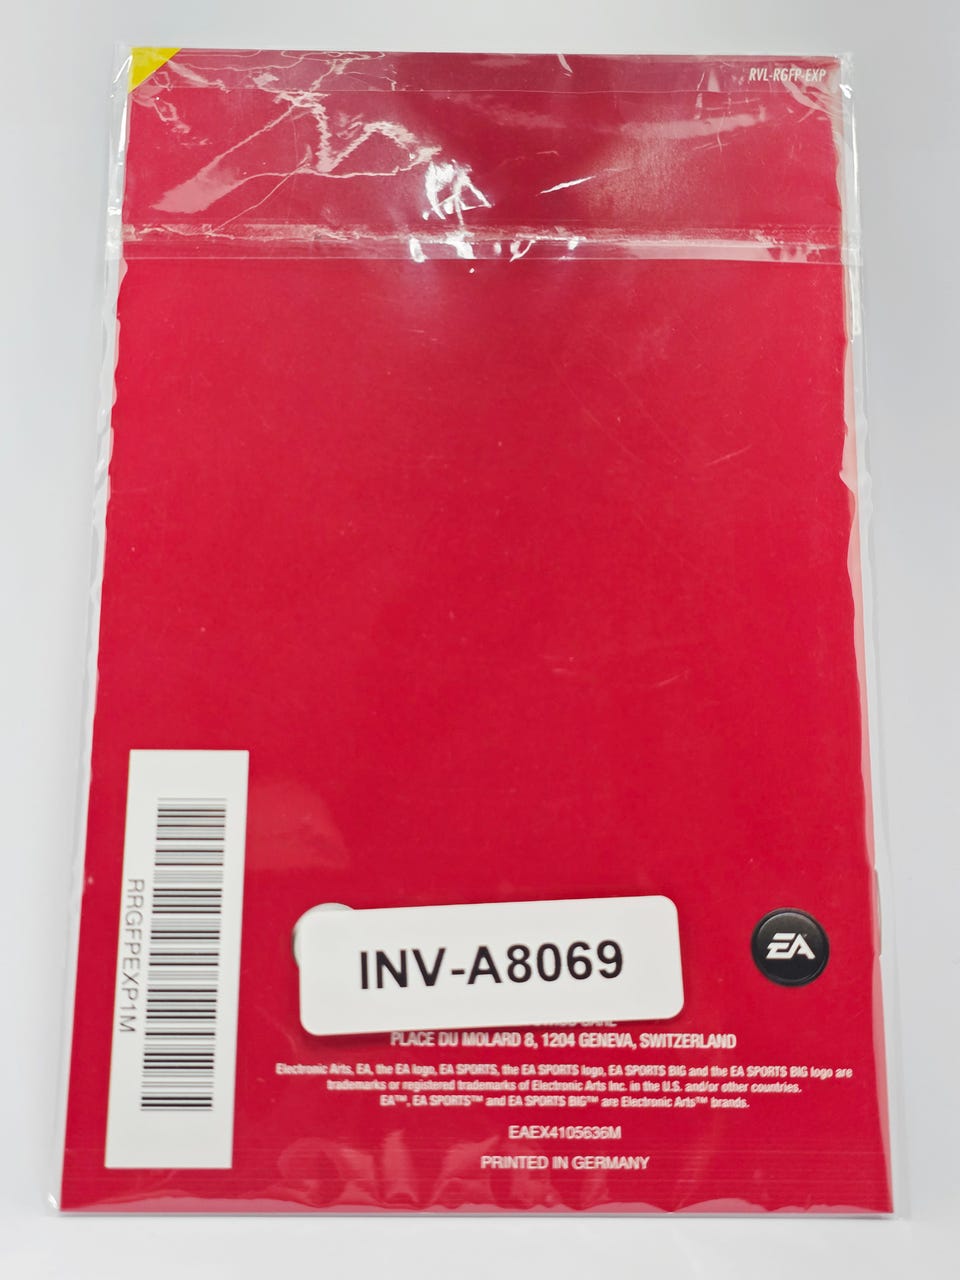 RVL-RGFP-EXP
RRGFPEXP1M
INV-A8069
EA
PLACE DU MOLARD 8, 1204 GENEVA, SWITZERLAND
Electronic Arts, EA, the EA logo, EA SPORTS, the EA SPORTS logo, EA SPORTS BIG and the EA SPORTS BIG logo are
trademarks or registered trademarks of Electronic Arts Inc. in the U.S. and/or other countries.
EA™, EA SPORTS™ and EA SPORTS BIG™ are Electronic Arts™ brands.
EAEX4105636M
PRINTED IN GERMANY